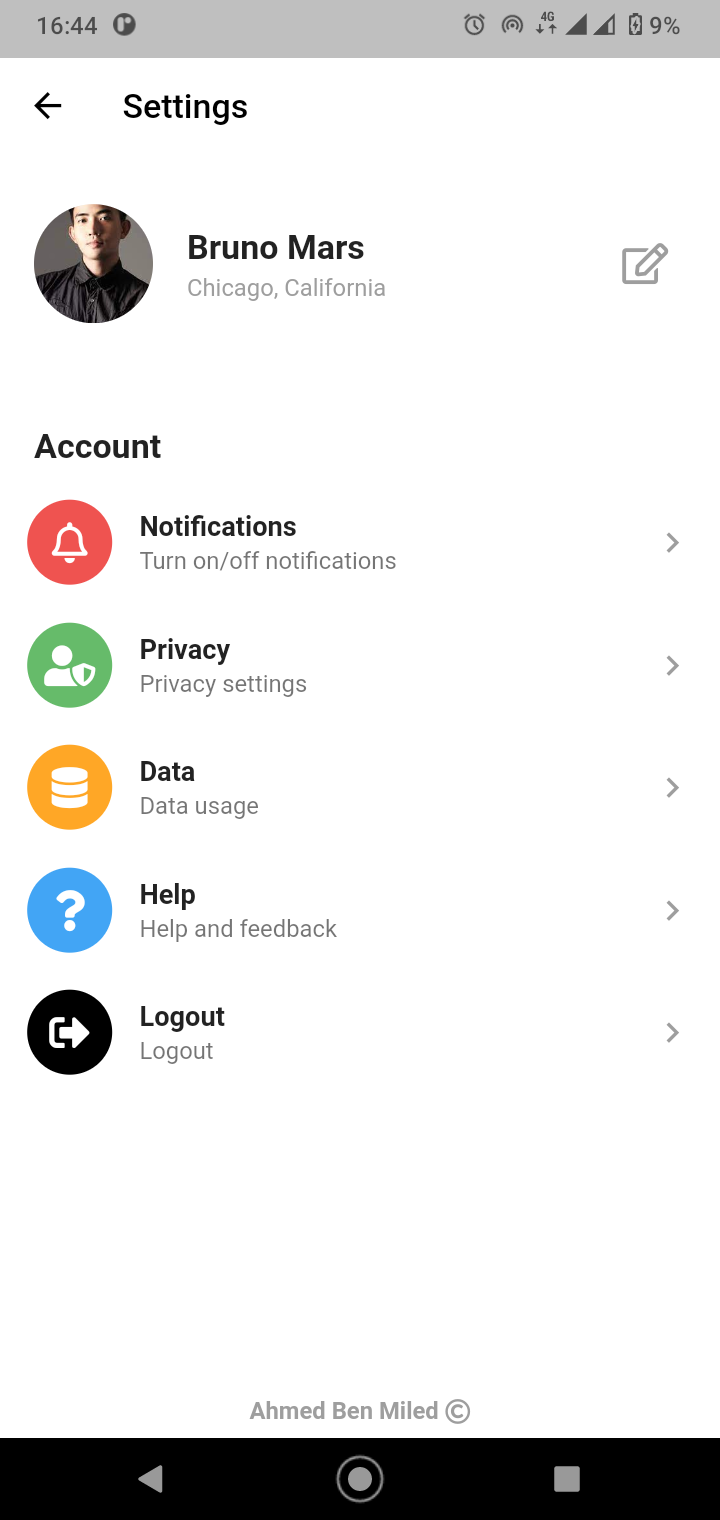 16:44
4G
9%
Settings
Bruno Mars
Chicago, California
Account
Notifications
Turn on/off notifications
Privacy
Privacy settings
Data
Data usage
Help
Help and feedback
Logout
Logout
Ahmed Ben Miled ©